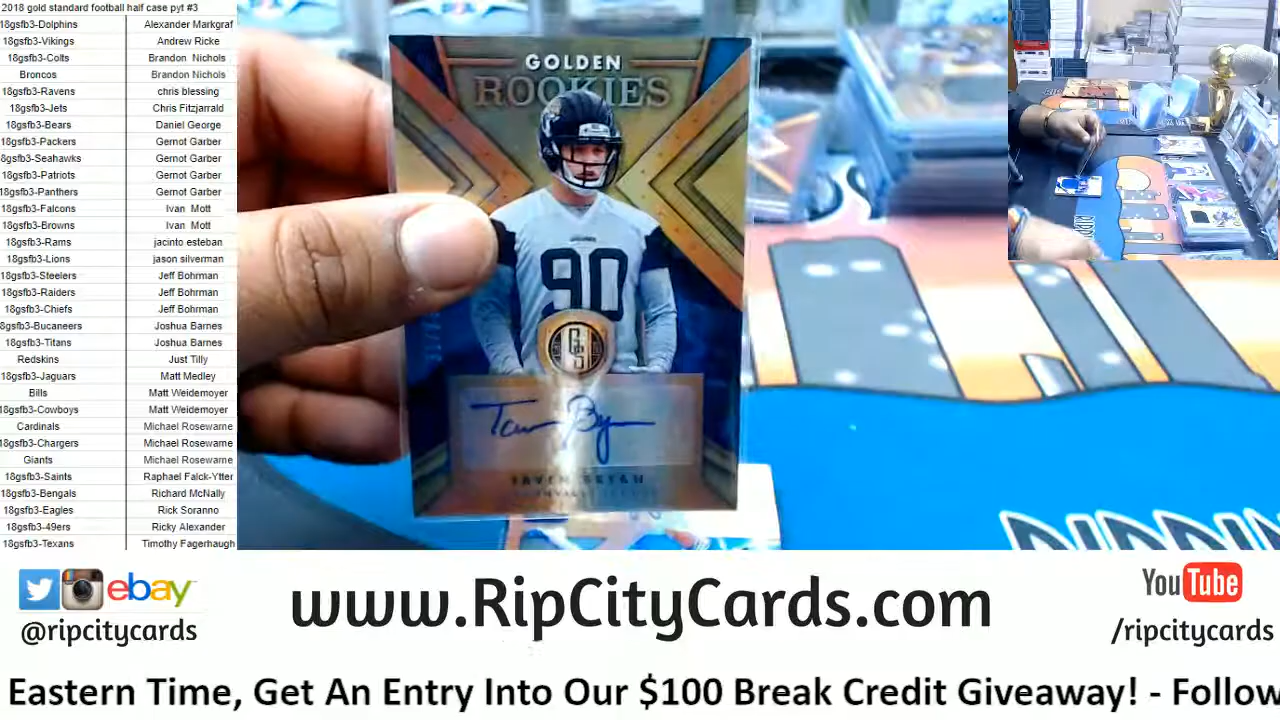 2018 gold standard football half case pyt #3
18gsfb3-Dolphins Alexander Markgraf
18gsfb3-Vikings Andrew Ricke
18gsfb3-Colts Brandon Nichols
Broncos Brandon Nichols
18gsfb3-Ravens chris blessing
18gsfb3-Jets Chris Fitzjarrald
18gsfb3-Bears Daniel George
18gsfb3-Packers Gernot Garber
8gsfb3-Seahawks Gernot Garber
18gsfb3-Patriots Gernot Garber
18gsfb3-Panthers Gernot Garber
18gsfb3-Falcons Ivan Mott
18gsfb3-Browns Ivan Mott
18gsfb3-Rams jacinto esteban
18gsfb3-Lions jason silverman
18gsfb3-Steelers Jeff Bohrman
18gsfb3-Raiders Jeff Bohrman
18gsfb3-Chiefs Jeff Bohrman
8gsfb3-Bucaneers Joshua Barnes
18gsfb3-Titans Joshua Barnes
Redskins Just Tilly
18gsfb3-Jaguars Matt Medley
Bills Matt Weidemoyer
18gsfb3-Cowboys Matt Weidemoyer
Cardinals Michael Rosewarne
18gsfb3-Chargers Michael Rosewarne
Giants Michael Rosewarne
18gsfb3-Saints Raphael Falck-Ytter
18gsfb3-Bengals Richard McNally
18gsfb3-Eagles Rick Soranno
18gsfb3-49ers Ricky Alexander
18gsfb3-Texans Timothy Fagerhaugh
GOLDEN
ROOKIES
90
GS
TAVEN BRYAN
ebay
@ripcitycards
www.RipCityCards.com
YouTube
/ripcitycards
Eastern Time, Get An Entry Into Our $100 Break Credit Giveaway! - Follow